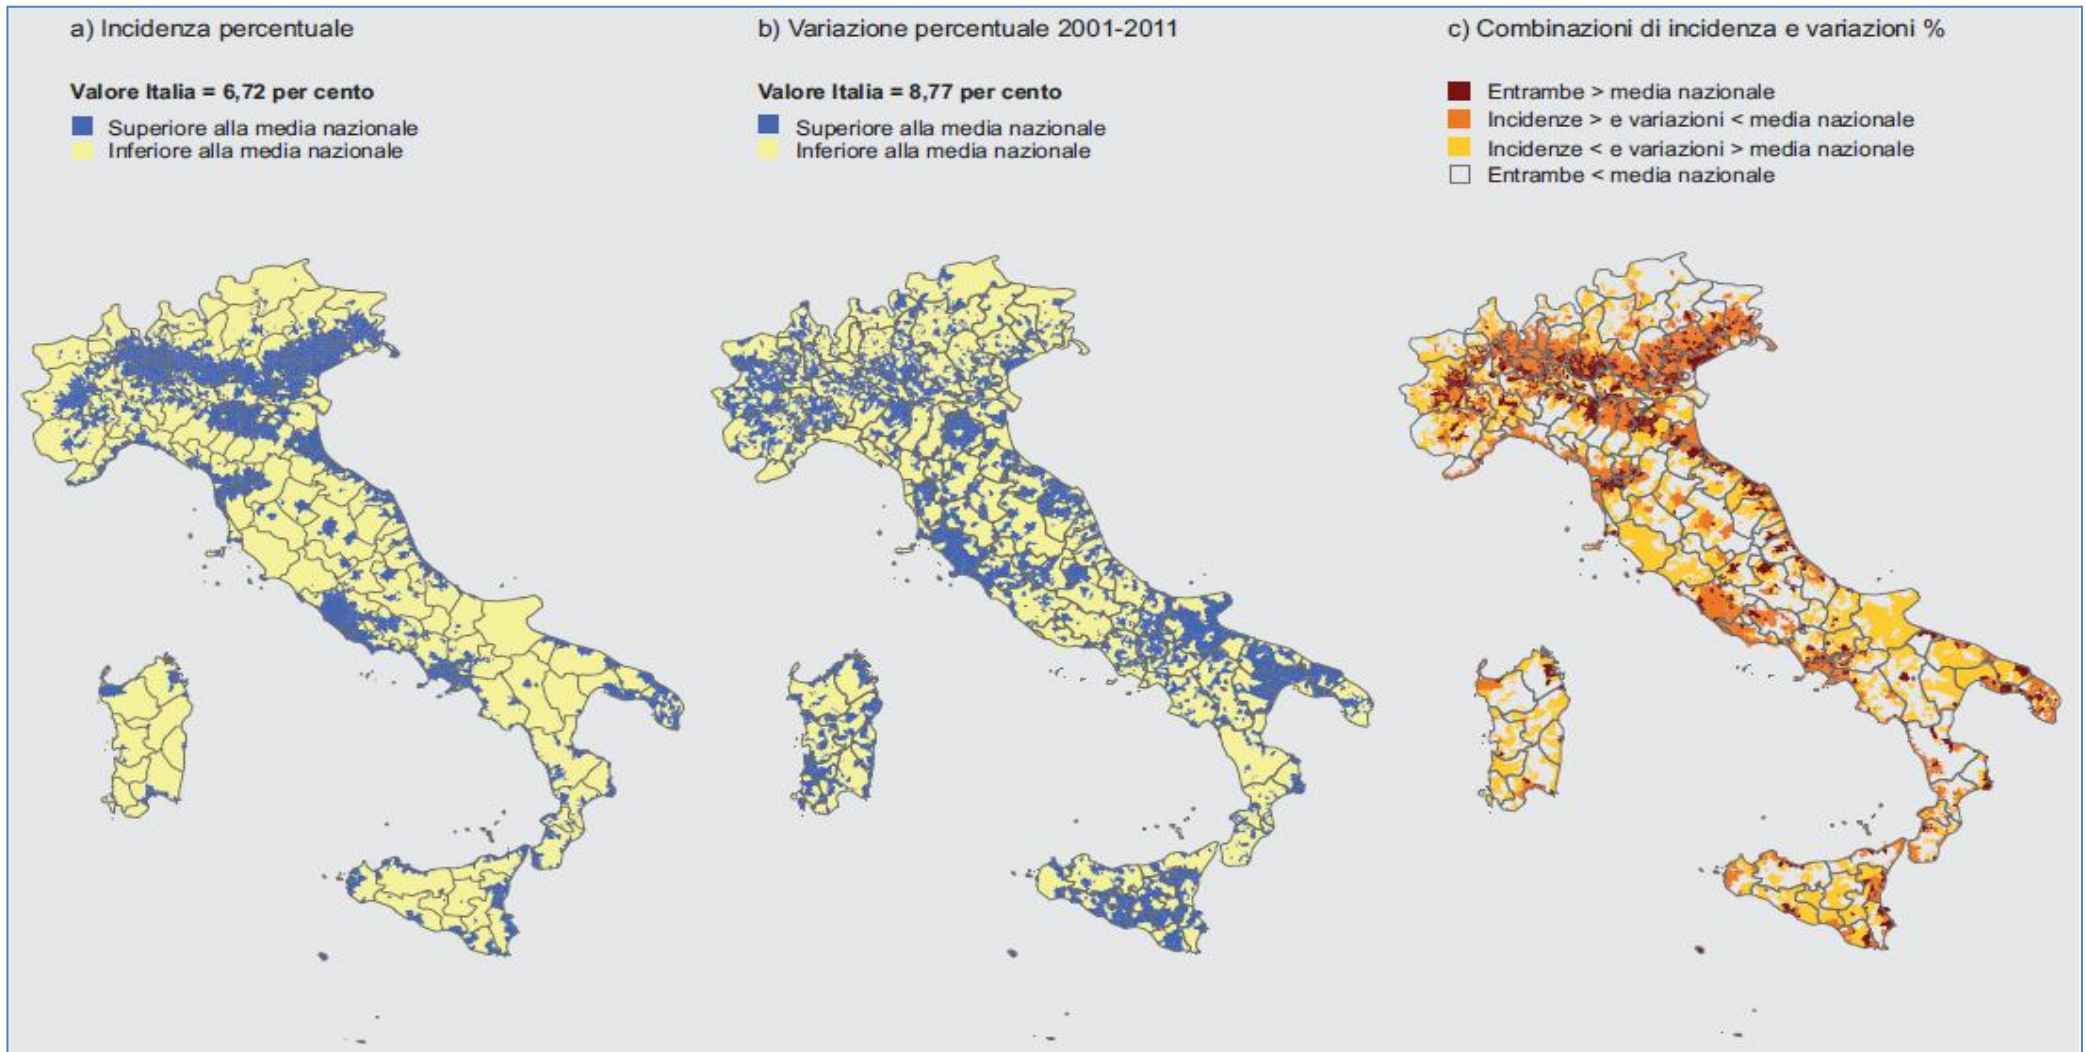 a) Incidenza percentuale
Valore Italia = 6,72 per cento
Superiore alla media nazionale
Inferiore alla media nazionale
b) Variazione percentuale 2001-2011
Valore Italia = 8,77 per cento
Superiore alla media nazionale
Inferiore alla media nazionale
c) Combinazioni di incidenza e variazioni %
Entrambe > media nazionale
Incidenze > e variazioni < media nazionale
Incidenze < e variazioni > media nazionale
Entrambe < media nazionale